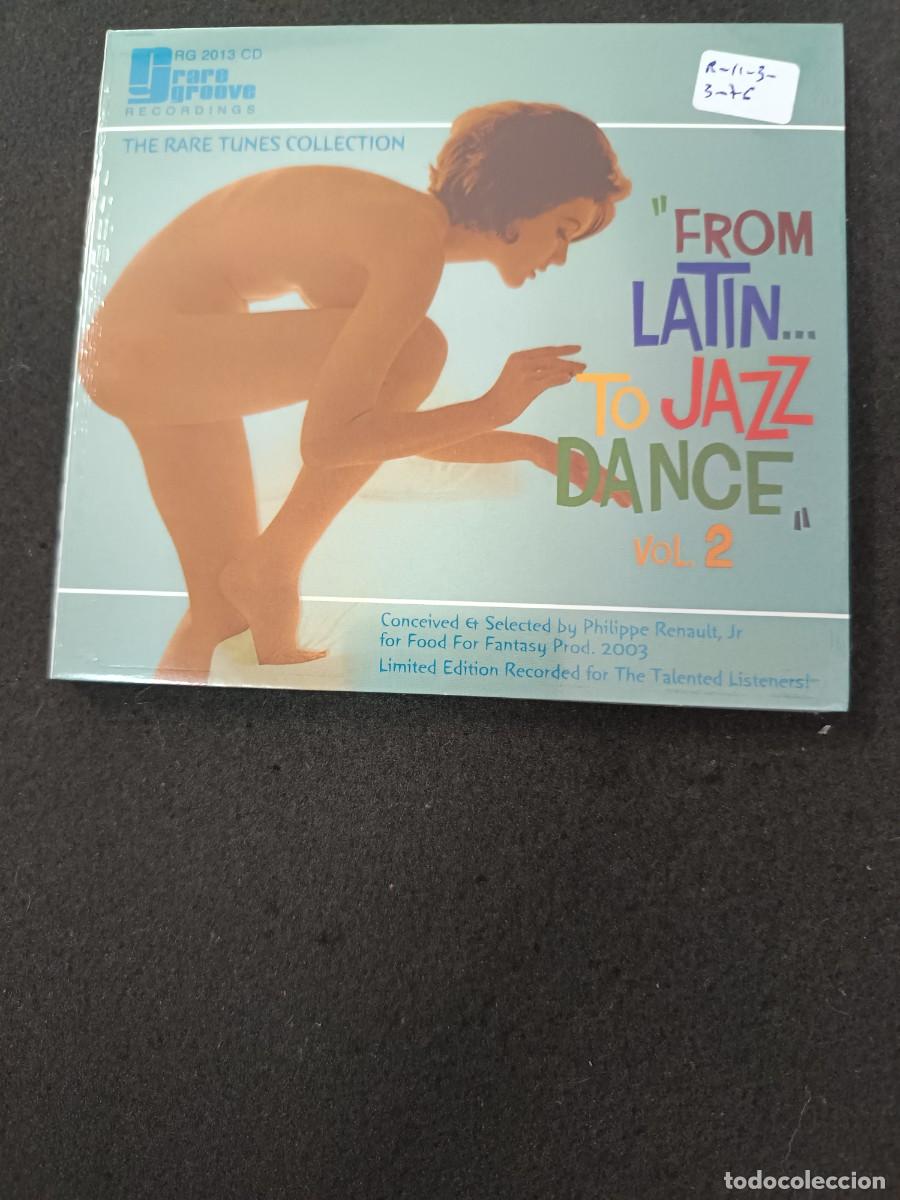 RG 2013 CD
rare
groove
RECORDINGS
R-11-3-
3-76
THE RARE TUNES COLLECTION
"FROM
LATIN...
TO JAZZ
DANCE"
VOL. 2
Conceived & Selected by Philippe Renault, Jr
for Food For Fantasy Prod. 2003
Limited Edition Recorded for The Talented Listeners!
todocoleccion